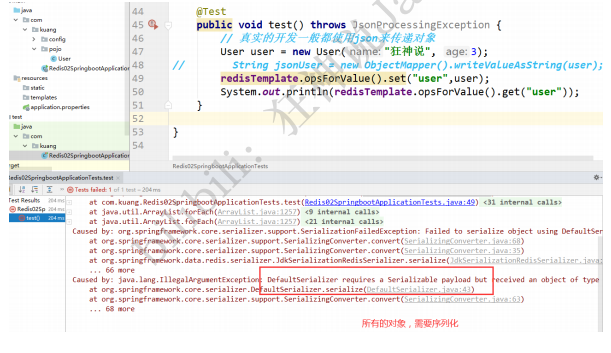 java
com
kuang
config
pojo
User
Redis02SpringbootApplication
resources
static
templates
application.properties
test
java
com
kuang
Redis02SpringbootApplication
rget
44 @Test
45 public void test() throws JsonProcessingException {
46 // 真实的开发一般都使用json来传递对象
47 User user = new User( name: "狂神说", age: 3);
48 // String jsonUser = new ObjectMapper().writeValueAsString(user);
49 redisTemplate.opsForValue().set("user",user);
50 System.out.println(redisTemplate.opsForValue().get("user"));
51 }
52
53 }
54
Redis02SpringbootApplicationTests
Redis02SpringbootApplicationTests.test
Tests failed: 1 of 1 test – 204 ms
Test Results 204 ms
Redis02Sp 204 ms
test() 204 ms
at com.kuang.Redis02SpringbootApplicationTests.test(Redis02SpringbootApplicationTests.java:49) <31 internal calls>
at java.util.ArrayList.forEach(ArrayList.java:1257) <9 internal calls>
at java.util.ArrayList.forEach(ArrayList.java:1257) <21 internal calls>
Caused by: org.springframework.core.serializer.support.SerializationFailedException: Failed to serialize object using DefaultSer
at org.springframework.core.serializer.support.SerializingConverter.convert(SerializingConverter.java:68)
at org.springframework.core.serializer.support.SerializingConverter.convert(SerializingConverter.java:35)
at org.springframework.data.redis.serializer.JdkSerializationRedisSerializer.serialize(JdkSerializationRedisSerializer.java:
... 66 more
Caused by: java.lang.IllegalArgumentException: DefaultSerializer requires a Serializable payload but received an object of type
at org.springframework.core.serializer.DefaultSerializer.serialize(DefaultSerializer.java:43)
at org.springframework.core.serializer.support.SerializingConverter.convert(SerializingConverter.java:63)
... 68 more
所有的对象，需要序列化